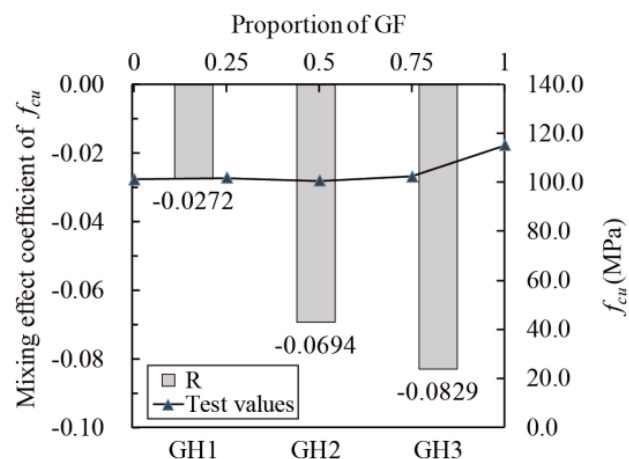 Proportion of GF
0 0.25 0.5 0.75 1
Mixing effect coefficient of f_cu
0.00
-0.02
-0.04
-0.06
-0.08
-0.10
140.0
120.0
100.0
80.0
60.0
40.0
20.0
0.0
f_cu (MPa)
-0.0272
-0.0694
-0.0829
R
Test values
GH1 GH2 GH3